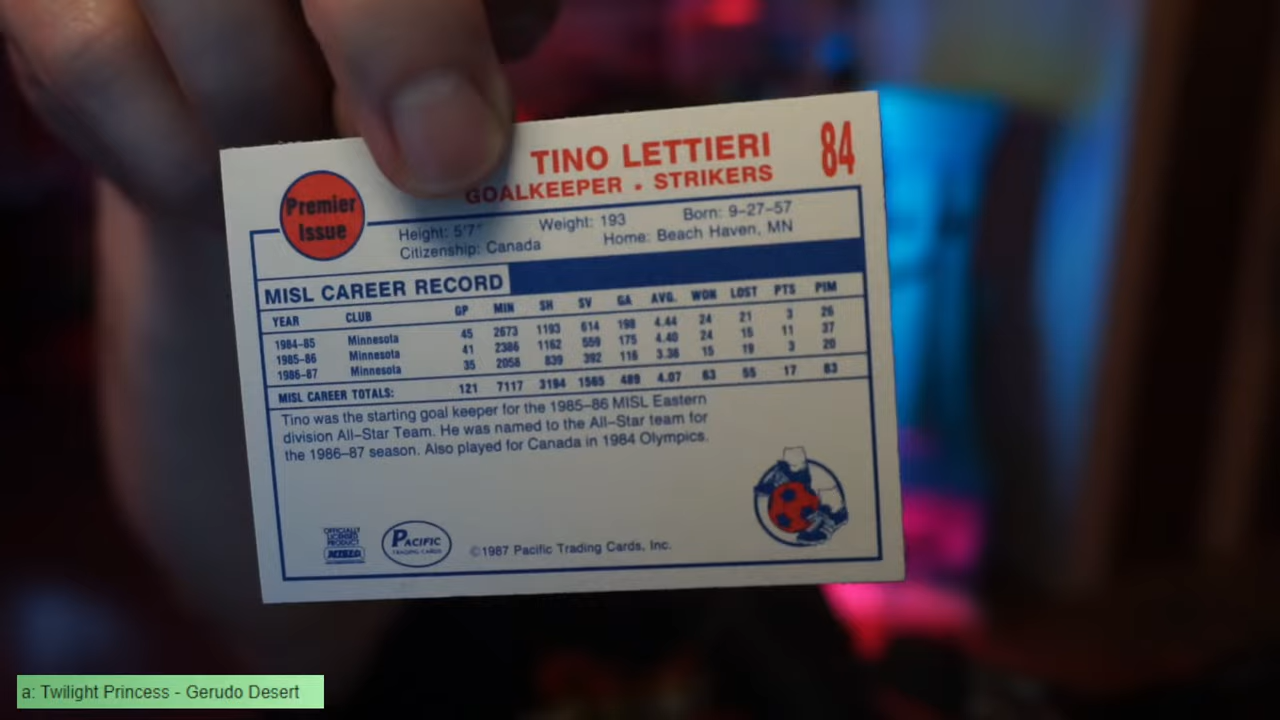 TINO LETTIERI
84
GOALKEEPER • STRIKERS
Premier
Issue
Height: 5'7" Weight: 193 Born: 9-27-57
Citizenship: Canada Home: Beach Haven, MN
MISL CAREER RECORD
YEAR CLUB GP MIN SH SV GA AVG. WON LOST PTS PIM
1984-85 Minnesota 45 2673 1193 614 198 4.44 24 21 3 26
1985-86 Minnesota 41 2386 1162 559 175 4.40 24 15 11 37
1986-87 Minnesota 35 2058 839 392 116 3.38 15 19 3 20
MISL CAREER TOTALS: 121 7117 3194 1565 489 4.07 63 55 17 83
Tino was the starting goal keeper for the 1985-86 MISL Eastern
division All-Star Team. He was named to the All-Star team for
the 1986-87 season. Also played for Canada in 1984 Olympics.
OFFICIALLY
LICENSED
PRODUCT
PACIFIC
TRADING CARDS
©1987 Pacific Trading Cards, Inc.
a: Twilight Princess - Gerudo Desert